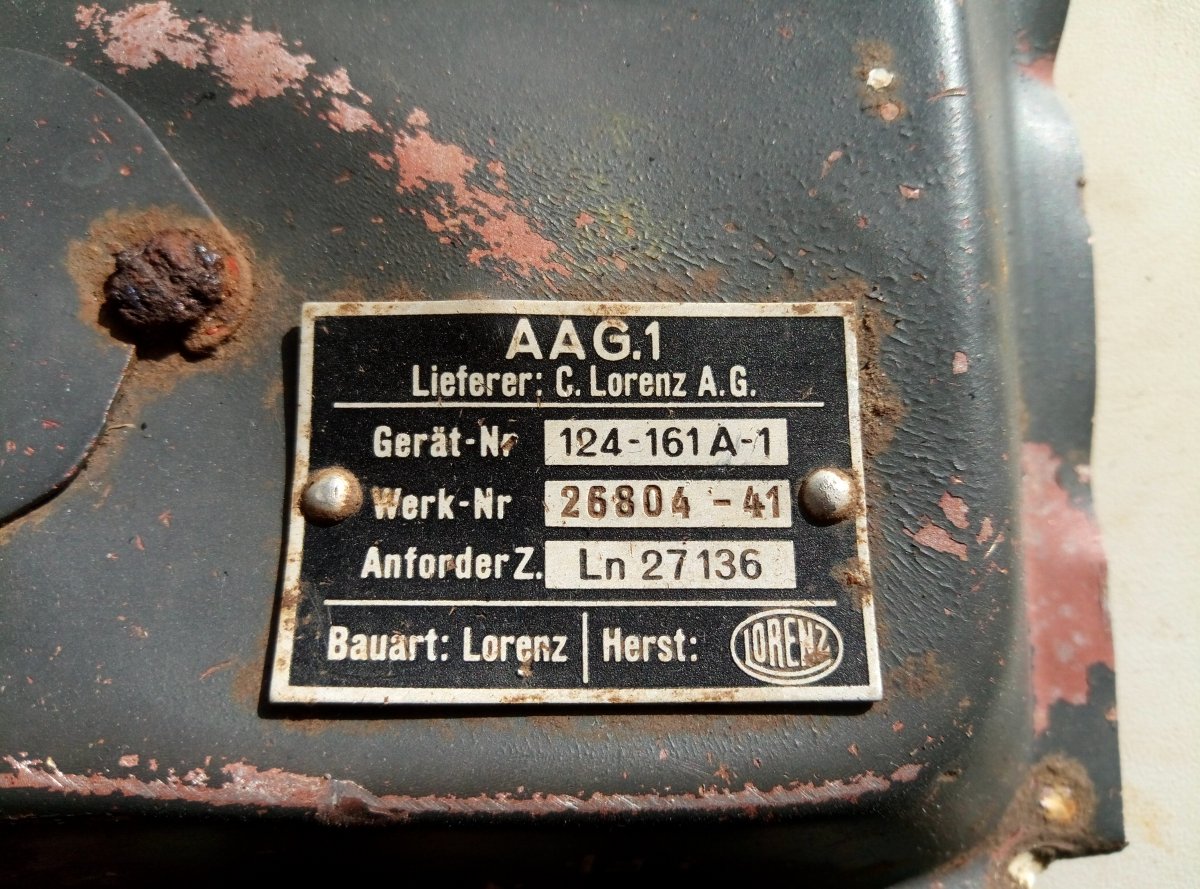 AAG.1
Lieferer: C. Lorenz A.G.
Gerät-Nr 124-161 A-1
Werk-Nr 26804 - 41
Anforder Z. Ln 27136
Bauart: Lorenz Herst: LORENZ